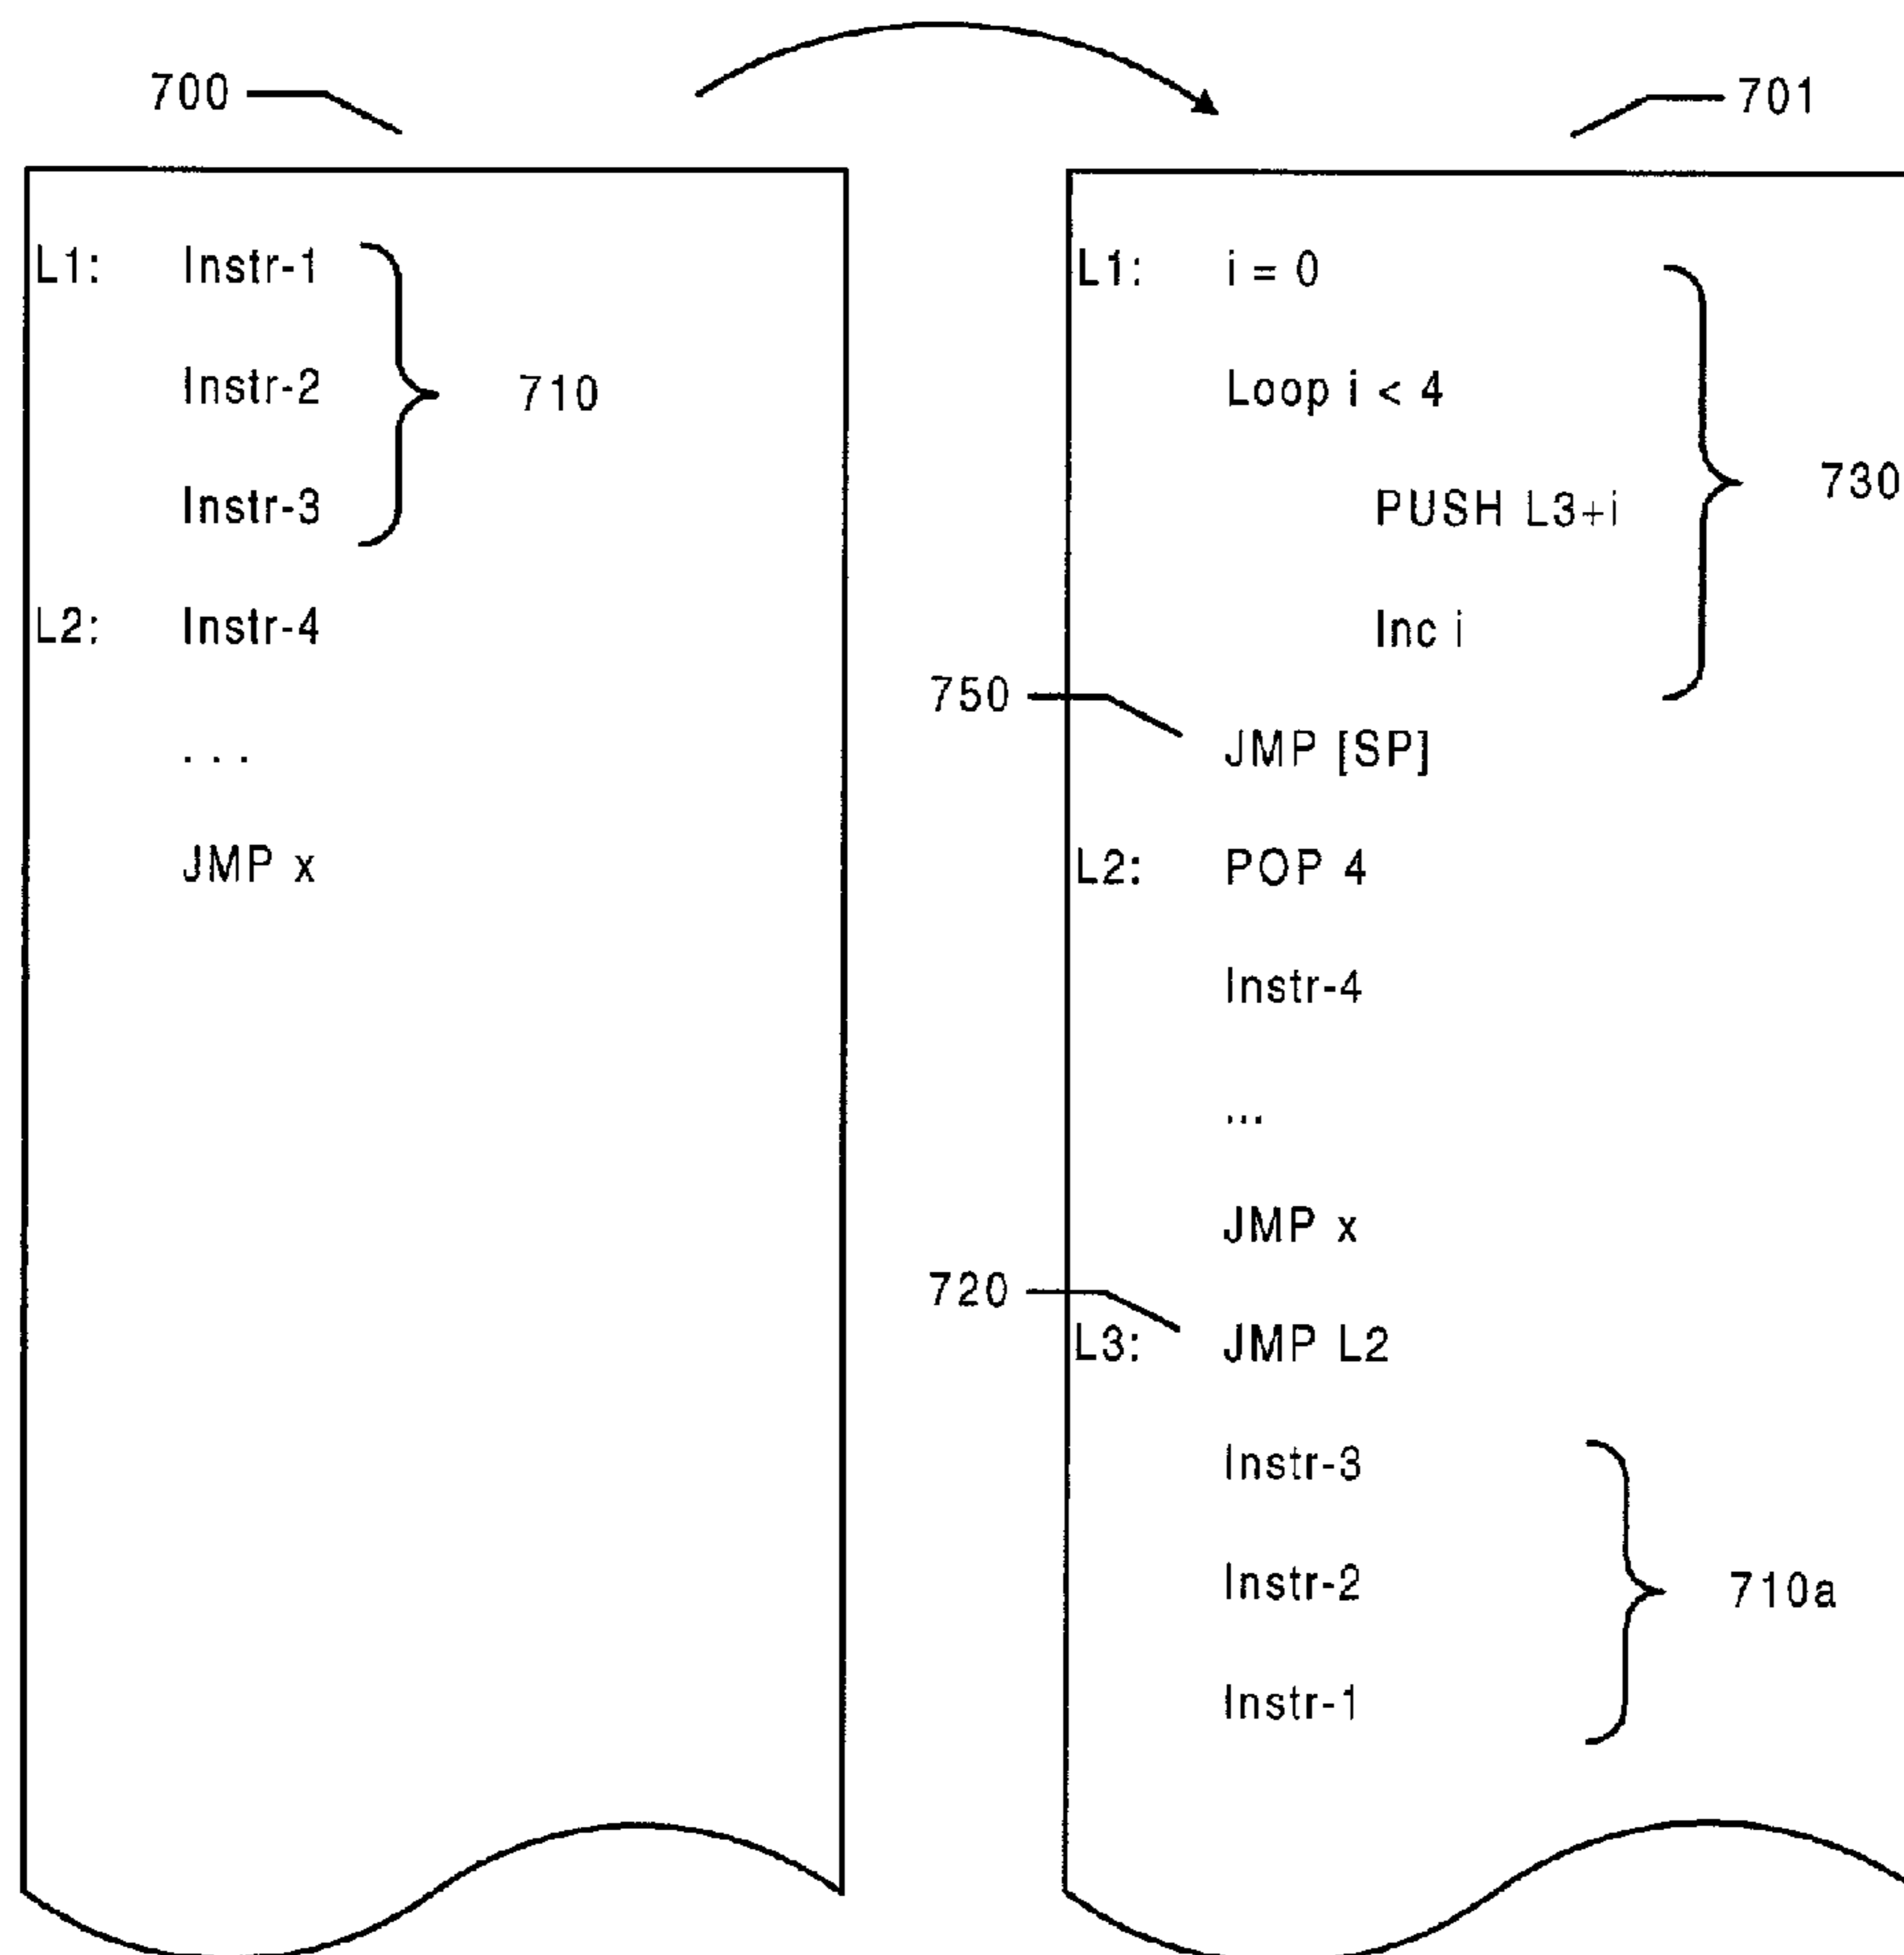 700
701
L1: Instr-1
Instr-2
710
Instr-3
L2: Instr-4
. . .
JMP x
L1: i = 0
Loop i < 4
PUSH L3+i
730
Inc i
750
JMP [SP]
L2: POP 4
Instr-4
...
JMP x
720
L3: JMP L2
Instr-3
Instr-2
710a
Instr-1